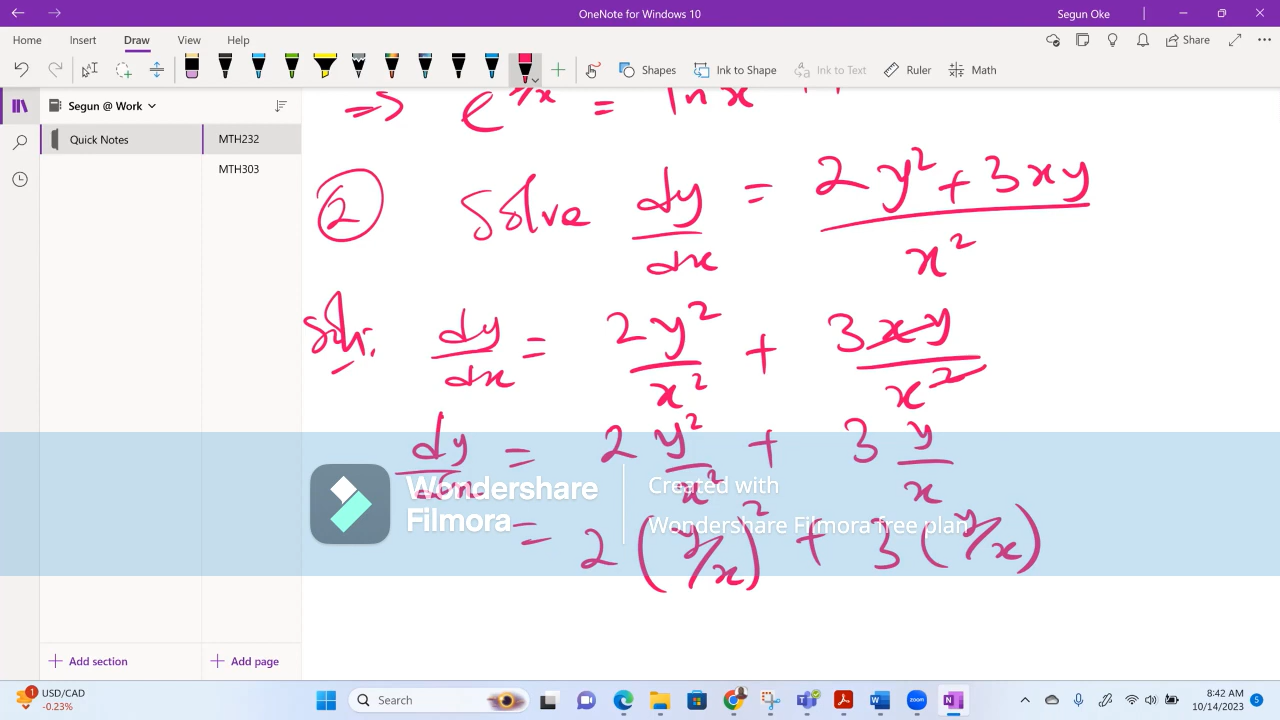 OneNote for Windows 10
Segun Oke
Home Insert Draw View Help
Share
Shapes Ink to Shape Ink to Text Ruler Math
Segun @ Work
Quick Notes
MTH232
MTH303
=> e^(y/x) = ln x
② Solve dy/dx = (2y² + 3xy)/x²
Soln: dy/dx = 2y²/x² + 3xy/x²
dy/dx = 2 y²/x² + 3 y/x
= 2 (y/x)² + 3 (y/x)
Wondershare
Filmora
Created with
Wondershare Filmora free plan
Add section
Add page
1
USD/CAD
-0.23%
Search
zoom
8:42 AM
10/14/2023
5